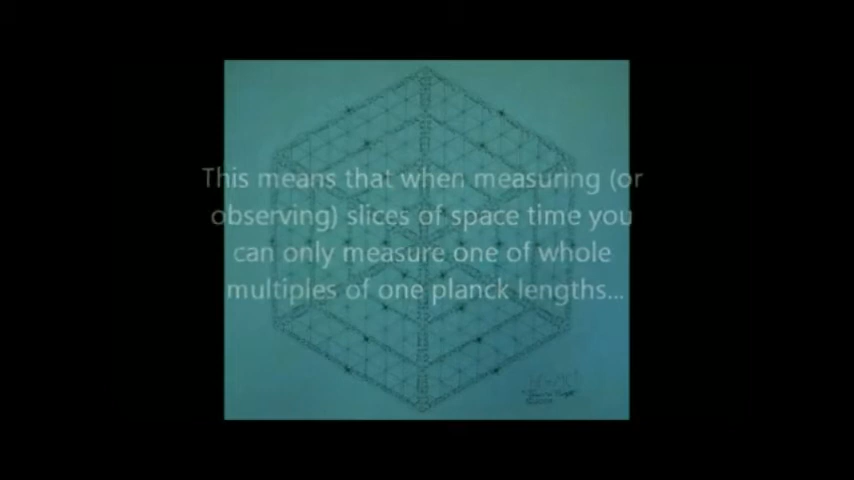 This means that when measuring (or
observing) slices of space time you
can only measure one of whole
multiples of one planck lengths...